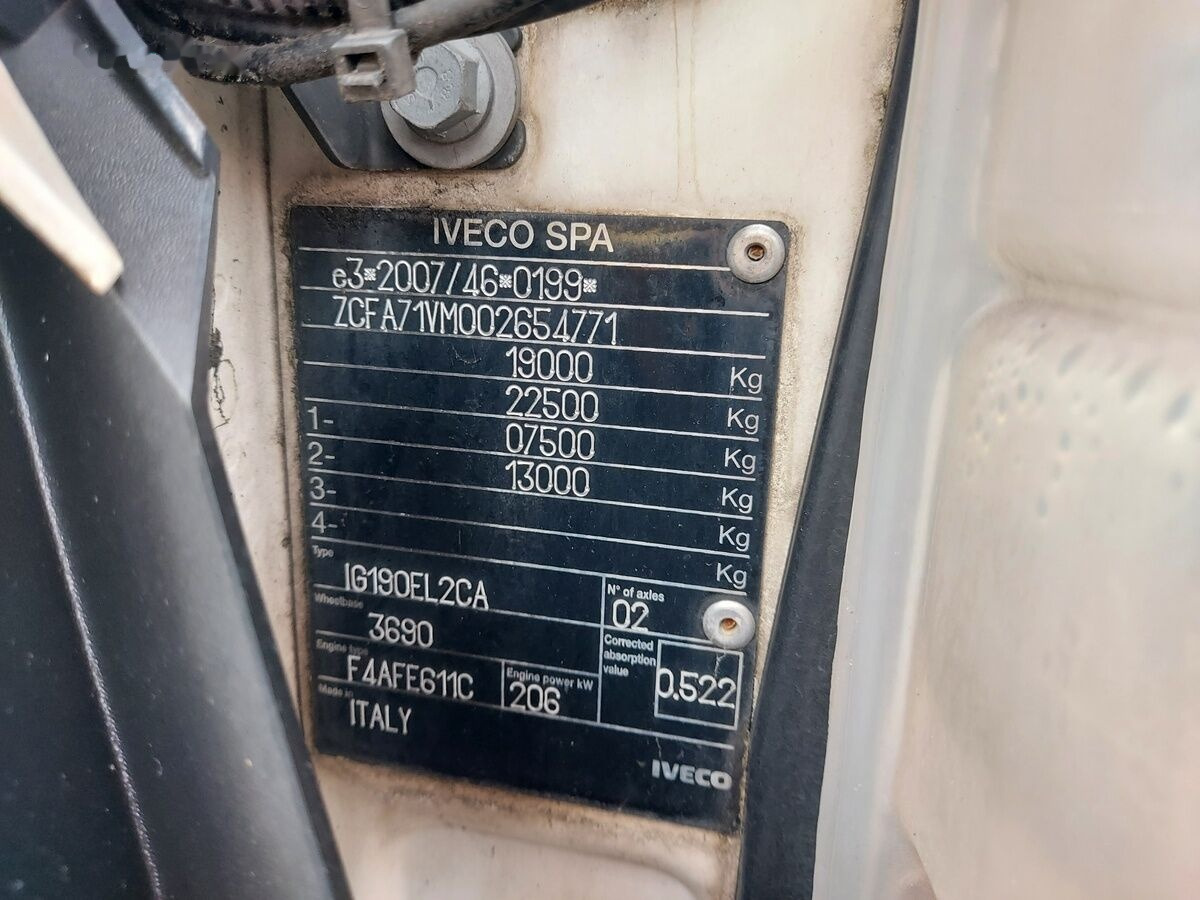 IVECO SPA
e3*2007/46*0199*
ZCFA71VM002654771
19000 Kg
22500 Kg
1- 07500 Kg
2- 13000 Kg
3- Kg
4- Kg
Type IG190EL2CA
N° of axles 02
Wheelbase 3690
Corrected absorption value 0.522
Engine type F4AFE611C
Engine power kW 206
Made in ITALY
IVECO